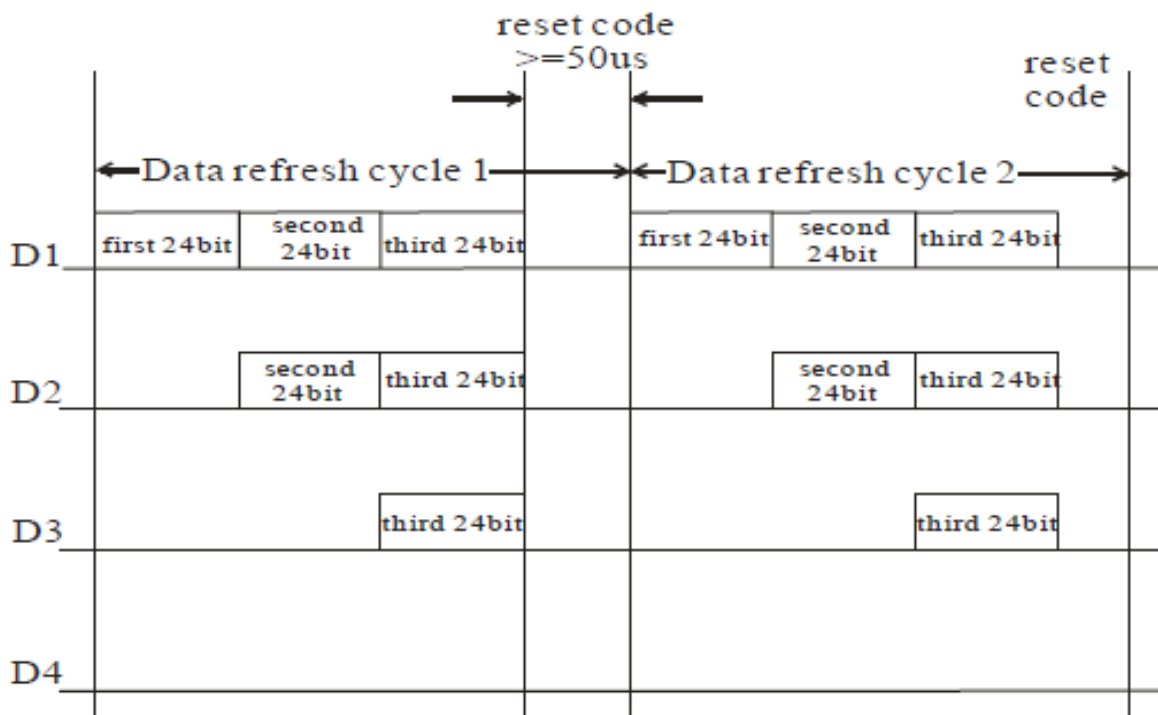 reset code
>=50us
reset
code
Data refresh cycle 1
Data refresh cycle 2
D1
first 24bit
second
24bit
third 24bit
first 24bit
second
24bit
third 24bit
D2
second
24bit
third 24bit
second
24bit
third 24bit
D3
third 24bit
third 24bit
D4